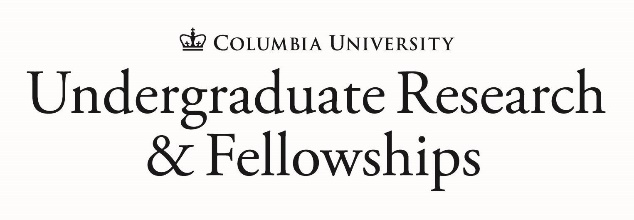 Columbia University
Undergraduate Research
& Fellowships